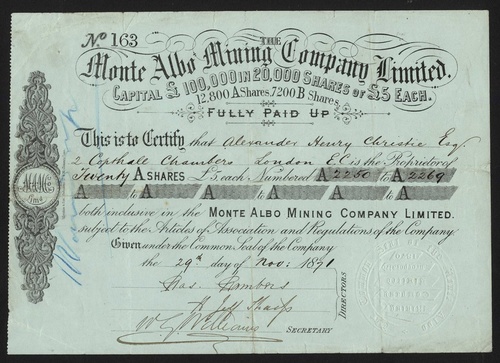 No. 163
THE
Monte Albo Mining Company Limited.
CAPITAL £100,000 IN 20,000 SHARES OF £5 EACH.
12,800 A Shares, 7200 B Shares
FULLY PAID UP
This is to Certify that Alexander Henry Christie Esq
2 Copthall Chambers London E.C. is the Proprietor of
Twenty A SHARES £5 each Numbered A 2250 to A 2269
A A A to A
A A A to A
both inclusive in the MONTE ALBO MINING COMPANY LIMITED.
subject to the Articles of Association and Regulations of the Company
Given under the Common Seal of the Company
the 29th day of Nov: 1871
DIRECTORS
SECRETARY